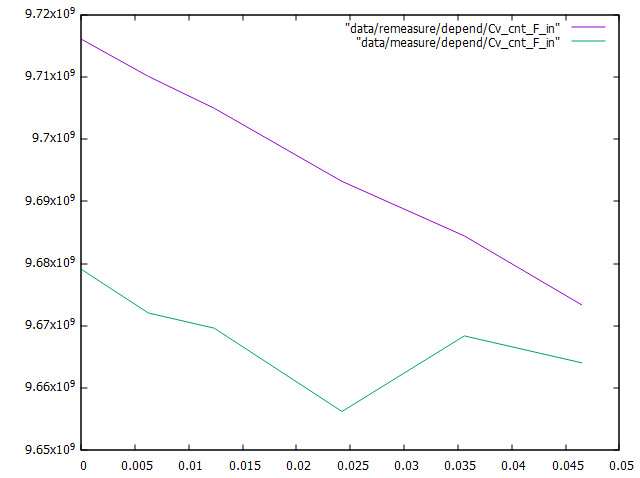 9.72x10⁹
9.71x10⁹
9.7x10⁹
9.69x10⁹
9.68x10⁹
9.67x10⁹
9.66x10⁹
9.65x10⁹
0 0.005 0.01 0.015 0.02 0.025 0.03 0.035 0.04 0.045 0.05
"data/remeasure/depend/Cv_cnt_F_in"
"data/measure/depend/Cv_cnt_F_in"